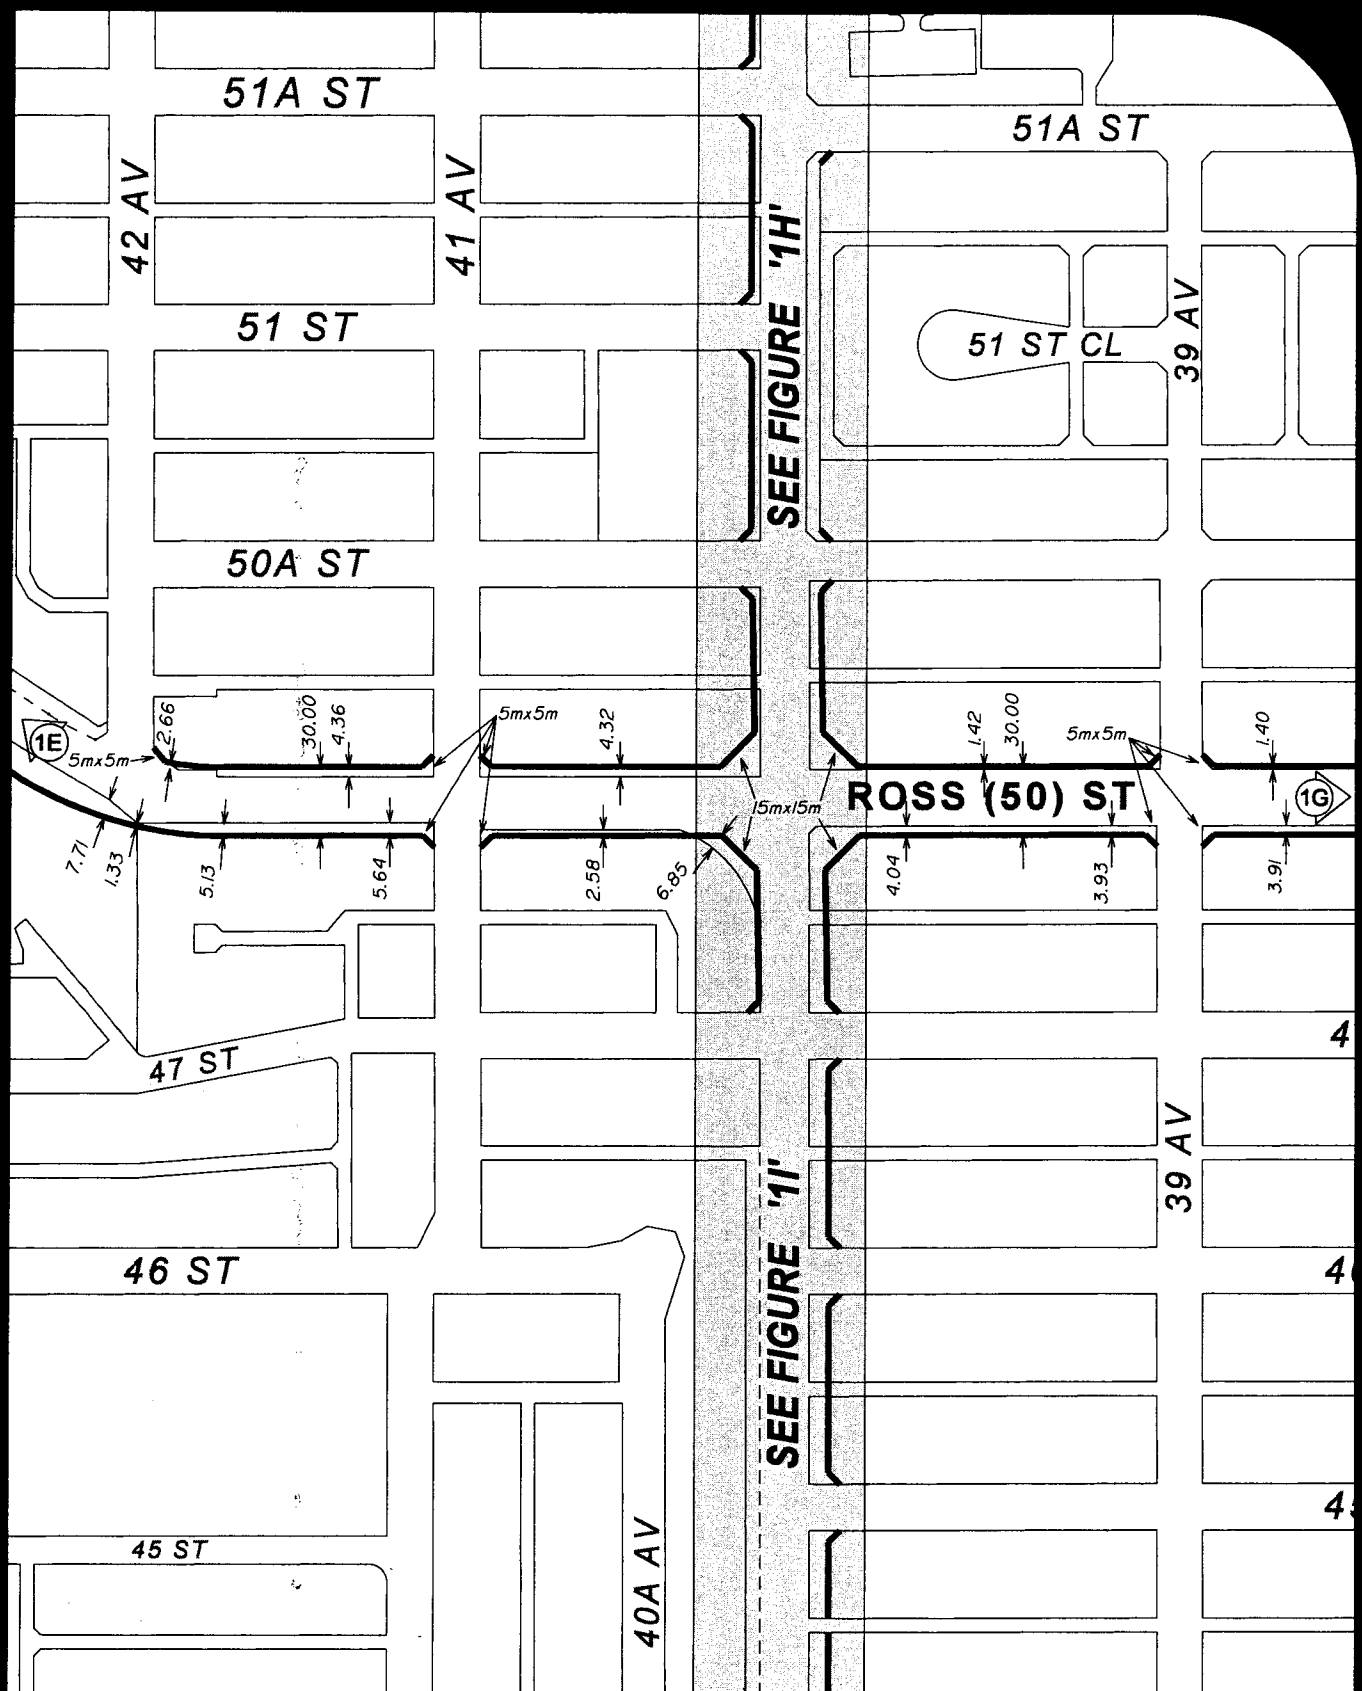 51A ST
51A ST
42 AV
41 AV
SEE FIGURE '1H'
51 ST
51 ST CL
39 AV
50A ST
1E
5mx5m
2.66
30.00
4.36
5mx5m
4.32
1.42
30.00
5mx5m
1.40
15mx15m
ROSS (50) ST
1G
7.71
1.33
5.13
5.64
2.58
6.85
4.04
3.93
3.91
47 ST
4
39 AV
SEE FIGURE '1I'
46 ST
4
45 ST
40A AV